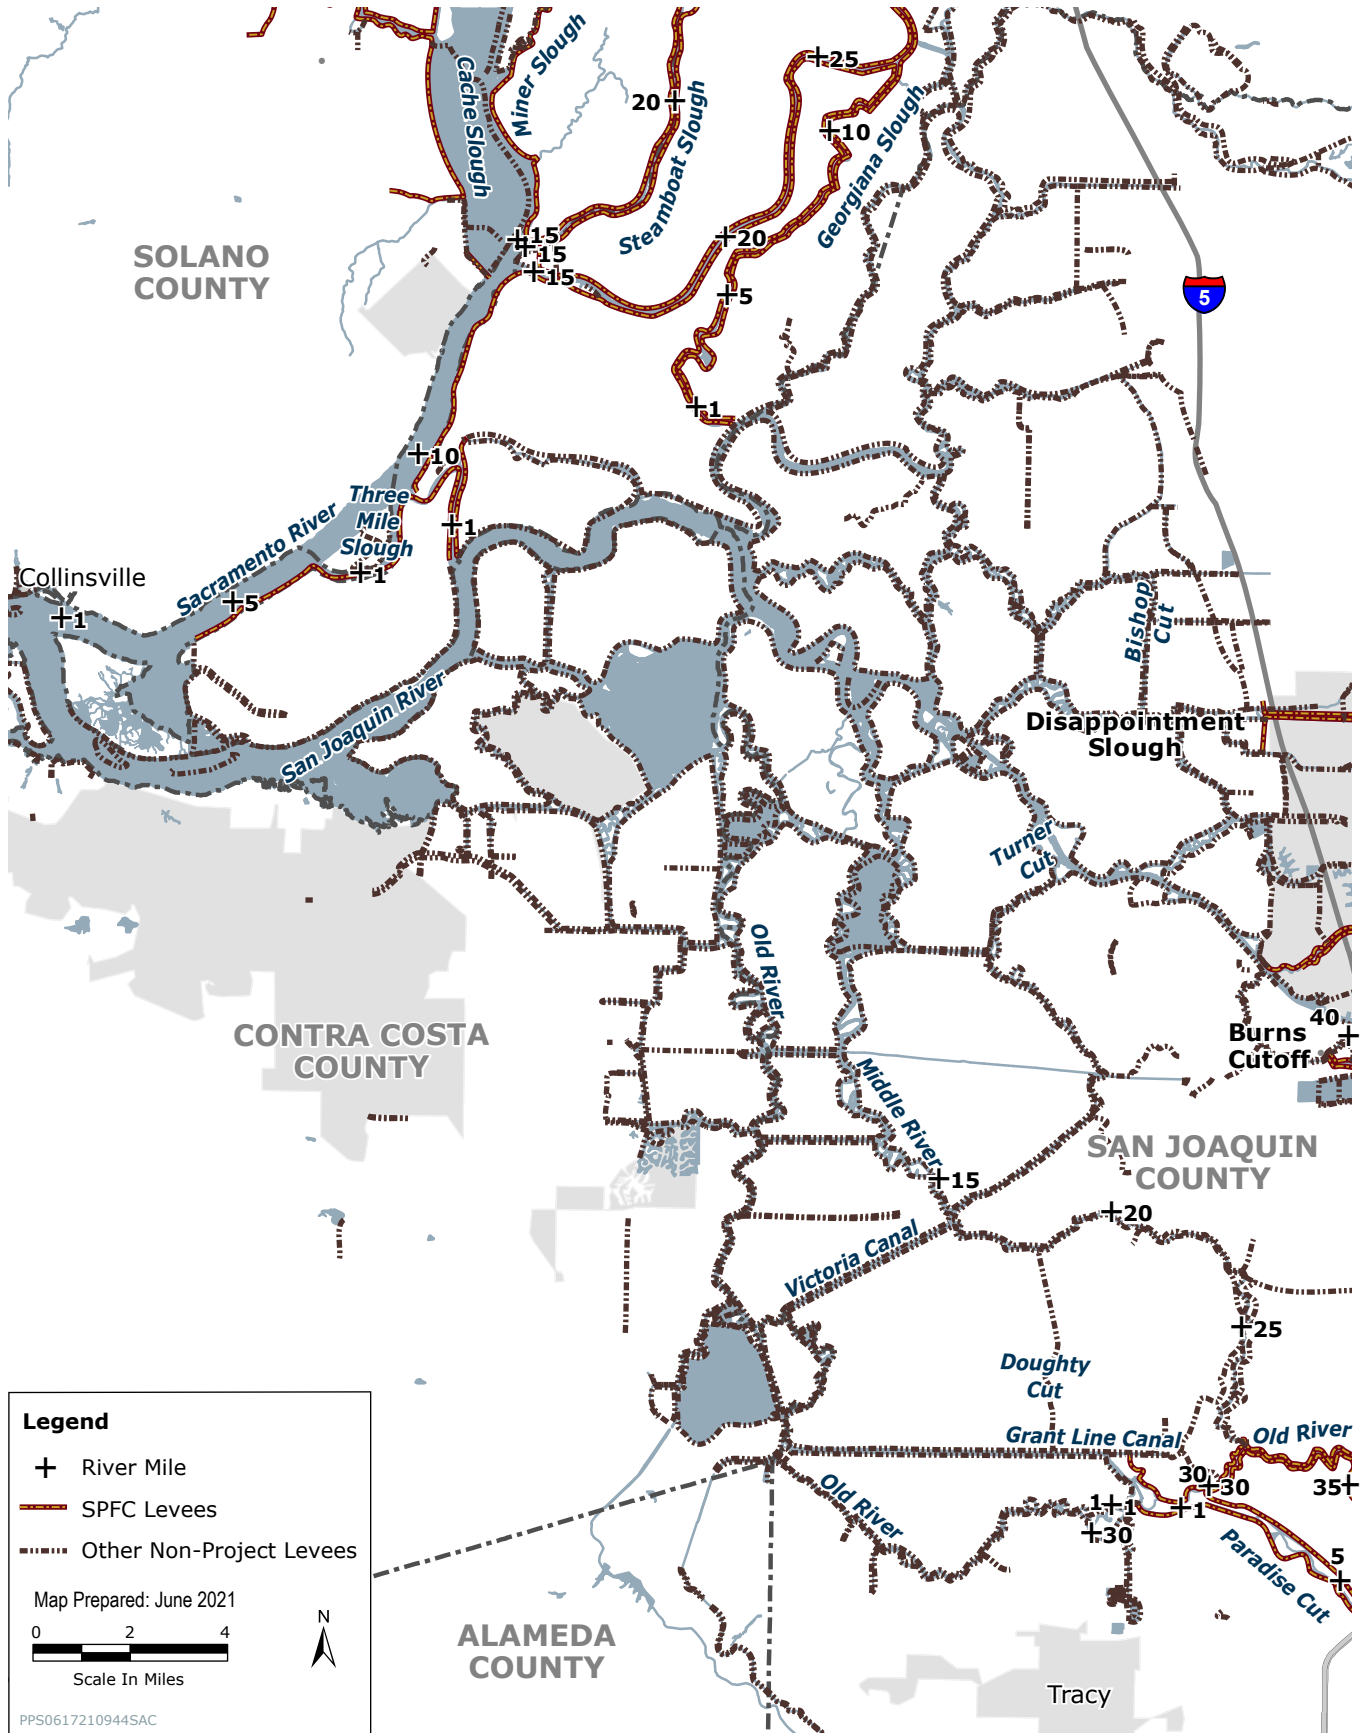 Cache Slough
Miner Slough
25
20
10
Steamboat Slough
Georgiana Slough
SOLANO
COUNTY
15
15
15
20
5
5
1
10
Three
Mile
Slough
1
Sacramento River
Collinsville
1
5
1
Bishop
Cut
San Joaquin River
Disappointment
Slough
Turner
Cut
Old River
CONTRA COSTA
COUNTY
40
Burns
Cutoff
Middle River
SAN JOAQUIN
COUNTY
15
20
Victoria Canal
25
Doughty
Cut
Grant Line Canal
Old River
30
30
35
1
1
1
30
Old River
Paradise Cut
5
ALAMEDA
COUNTY
Tracy
Legend
River Mile
SPFC Levees
Other Non-Project Levees
Map Prepared: June 2021
N
0 2 4
Scale In Miles
PPS0617210944SAC